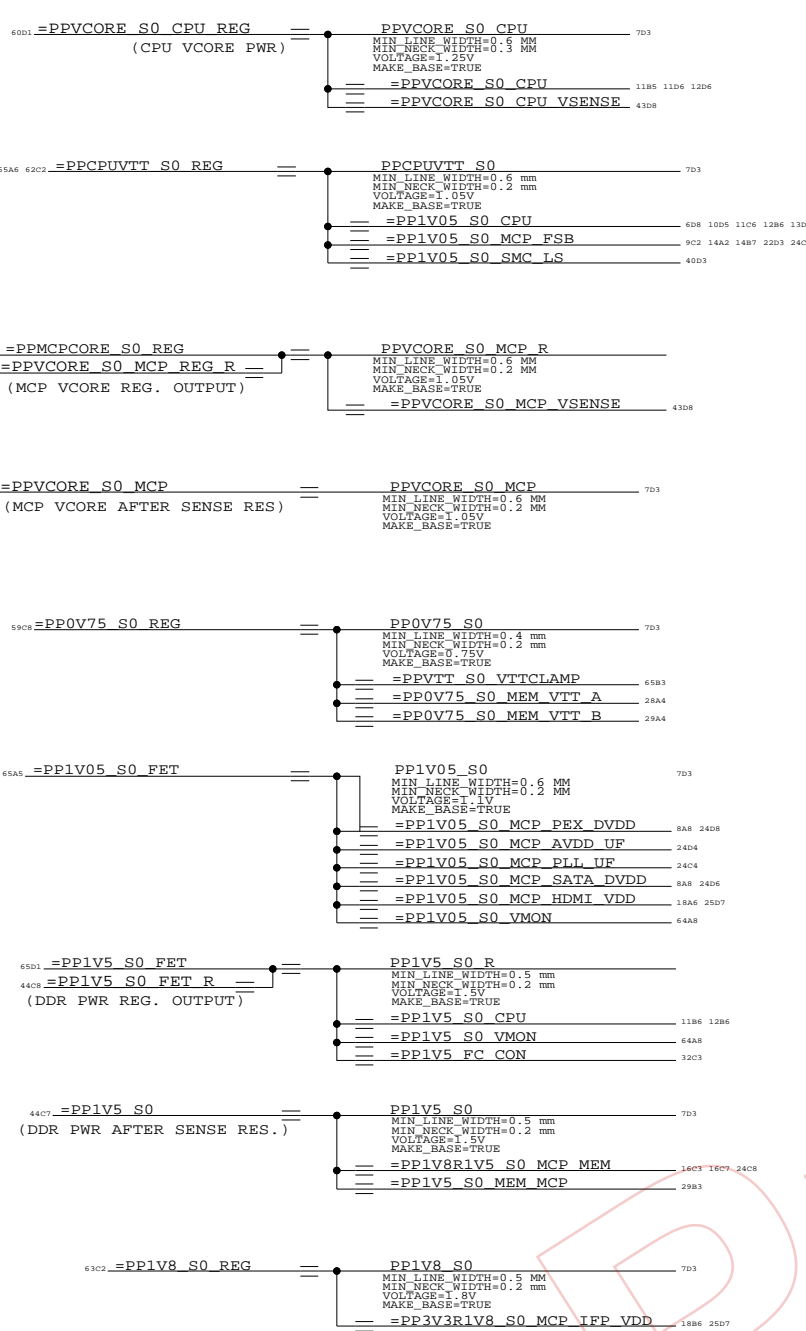 60D1 =PPVCORE_S0_CPU_REG PPVCORE_S0_CPU 7D3
(CPU VCORE PWR) MIN_LINE_WIDTH=0.6 MM
MIN_NECK_WIDTH=0.3 MM
VOLTAGE=1.25V
MAKE_BASE=TRUE
=PPVCORE_S0_CPU 11B5 11D6 12D6
=PPVCORE_S0_CPU_VSENSE 43D8
55A6 62C2 =PPCPUVTT_S0_REG PPCPUVTT_S0 7D3
MIN_LINE_WIDTH=0.6 mm
MIN_NECK_WIDTH=0.2 mm
VOLTAGE=1.05V
MAKE_BASE=TRUE
=PP1V05_S0_CPU 6D8 10D5 11C6 12B6 13D
=PP1V05_S0_MCP_FSB 9C2 14A2 14B7 22D3 24C
=PP1V05_S0_SMC_LS 40D3
=PPMCPCORE_S0_REG PPVCORE_S0_MCP_R
=PPVCORE_S0_MCP_REG_R MIN_LINE_WIDTH=0.6 MM
MIN_NECK_WIDTH=0.2 MM
(MCP VCORE REG. OUTPUT) VOLTAGE=1.05V
MAKE_BASE=TRUE
=PPVCORE_S0_MCP_VSENSE 43D8
=PPVCORE_S0_MCP PPVCORE_S0_MCP 7D3
(MCP VCORE AFTER SENSE RES) MIN_LINE_WIDTH=0.6 MM
MIN_NECK_WIDTH=0.2 MM
VOLTAGE=1.05V
MAKE_BASE=TRUE
59C8 =PP0V75_S0_REG PP0V75_S0 7D3
MIN_LINE_WIDTH=0.4 mm
MIN_NECK_WIDTH=0.2 mm
VOLTAGE=0.75V
MAKE_BASE=TRUE
=PPVTT_S0_VTTCLAMP 65B3
=PP0V75_S0_MEM_VTT_A 28A4
=PP0V75_S0_MEM_VTT_B 29A4
65A5 =PP1V05_S0_FET PP1V05_S0 7D3
MIN_LINE_WIDTH=0.6 MM
MIN_NECK_WIDTH=0.2 MM
VOLTAGE=1.1V
MAKE_BASE=TRUE
=PP1V05_S0_MCP_PEX_DVDD 8A8 24D8
=PP1V05_S0_MCP_AVDD_UF 24D4
=PP1V05_S0_MCP_PLL_UF 24C4
=PP1V05_S0_MCP_SATA_DVDD 8A8 24D6
=PP1V05_S0_MCP_HDMI_VDD 18A6 25D7
=PP1V05_S0_VMON 64A8
65D1 =PP1V5_S0_FET PP1V5_S0_R
44C8 =PP1V5_S0_FET_R MIN_LINE_WIDTH=0.5 mm
MIN_NECK_WIDTH=0.2 mm
(DDR PWR REG. OUTPUT) VOLTAGE=1.5V
MAKE_BASE=TRUE
=PP1V5_S0_CPU 11B6 12B6
=PP1V5_S0_VMON 64A8
=PP1V5_FC_CON 32C3
44C7 =PP1V5_S0 PP1V5_S0 7D3
(DDR PWR AFTER SENSE RES.) MIN_LINE_WIDTH=0.5 mm
MIN_NECK_WIDTH=0.2 mm
VOLTAGE=1.5V
MAKE_BASE=TRUE
=PP1V8R1V5_S0_MCP_MEM 16C3 16C7 24C8
=PP1V5_S0_MEM_MCP 29B3
63C2 =PP1V8_S0_REG PP1V8_S0 7D3
MIN_LINE_WIDTH=0.5 MM
MIN_NECK_WIDTH=0.2 mm
VOLTAGE=1.8V
MAKE_BASE=TRUE
=PP3V3R1V8_S0_MCP_IFP_VDD 18B6 25D7